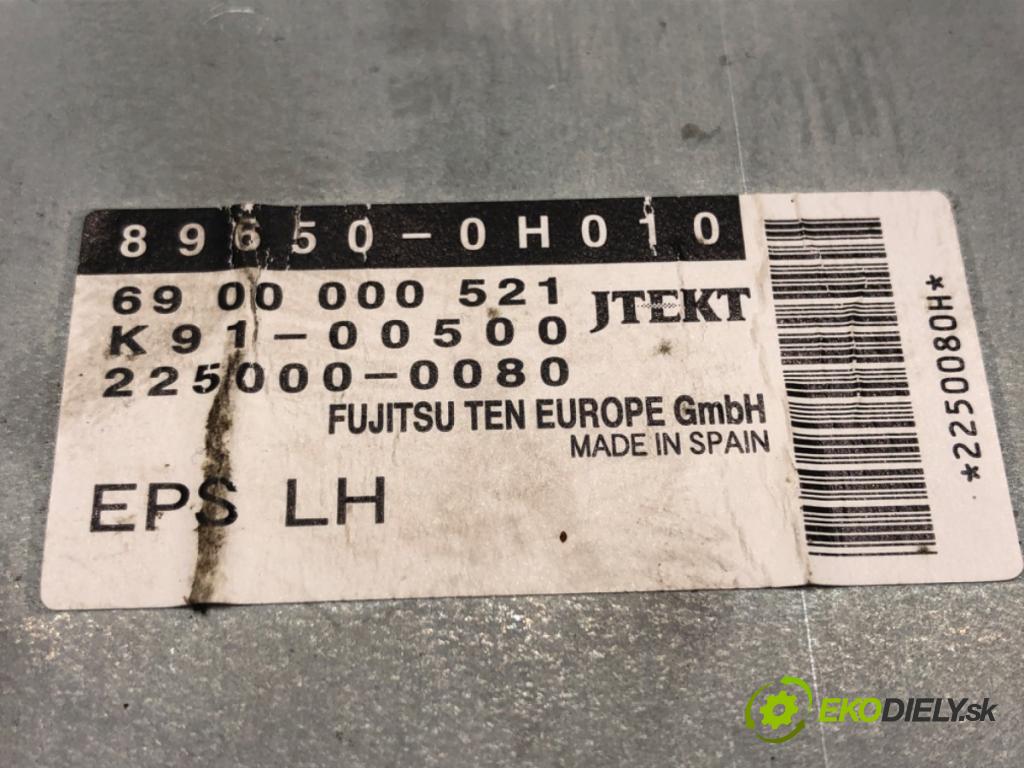 89650-0H010
69 00 000 521
JTEKT
K91-00500
225000-0080
FUJITSU TEN EUROPE GmbH
MADE IN SPAIN
EPS LH
*2250080H*
EKODIELY.sk